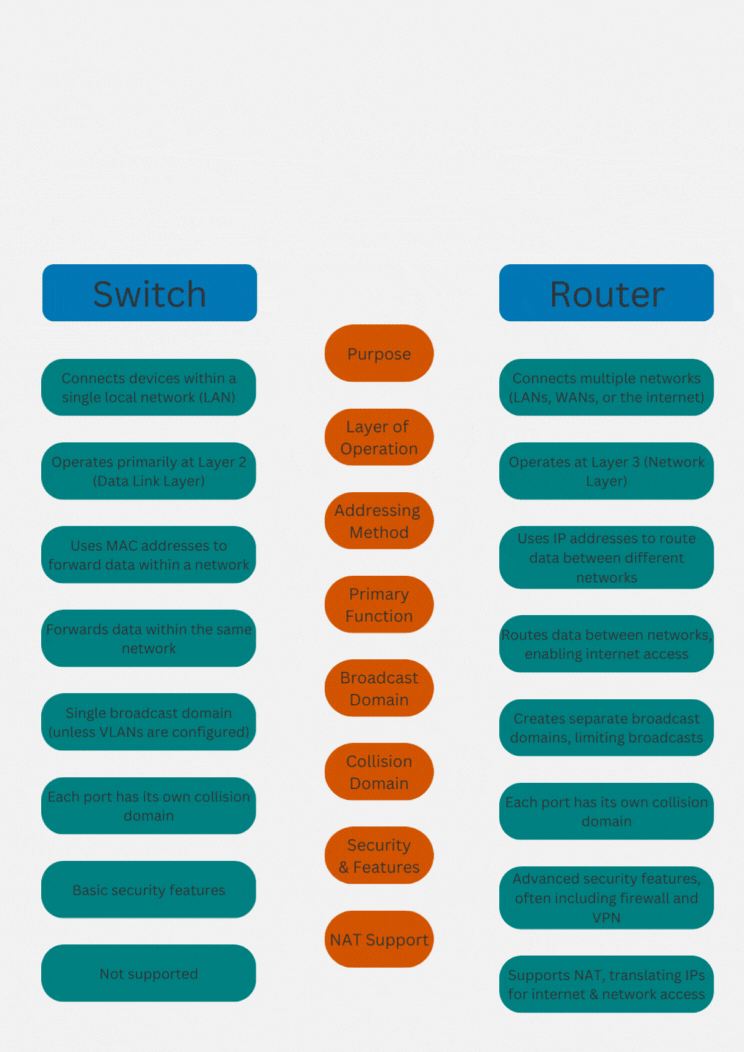 Switch
Router
Purpose
Connects devices within a
single local network (LAN)
Connects multiple networks
(LANs, WANs, or the internet)
Layer of
Operation
Operates primarily at Layer 2
(Data Link Layer)
Operates at Layer 3 (Network
Layer)
Addressing
Method
Uses MAC addresses to
forward data within a network
Uses IP addresses to route
data between different
networks
Primary
Function
Forwards data within the same
network
Routes data between networks,
enabling internet access
Broadcast
Domain
Single broadcast domain
(unless VLANs are configured)
Creates separate broadcast
domains, limiting broadcasts
Collision
Domain
Each port has its own collision
domain
Each port has its own collision
domain
Security
& Features
Basic security features
Advanced security features,
often including firewall and
VPN
NAT Support
Not supported
Supports NAT, translating IPs
for internet & network access